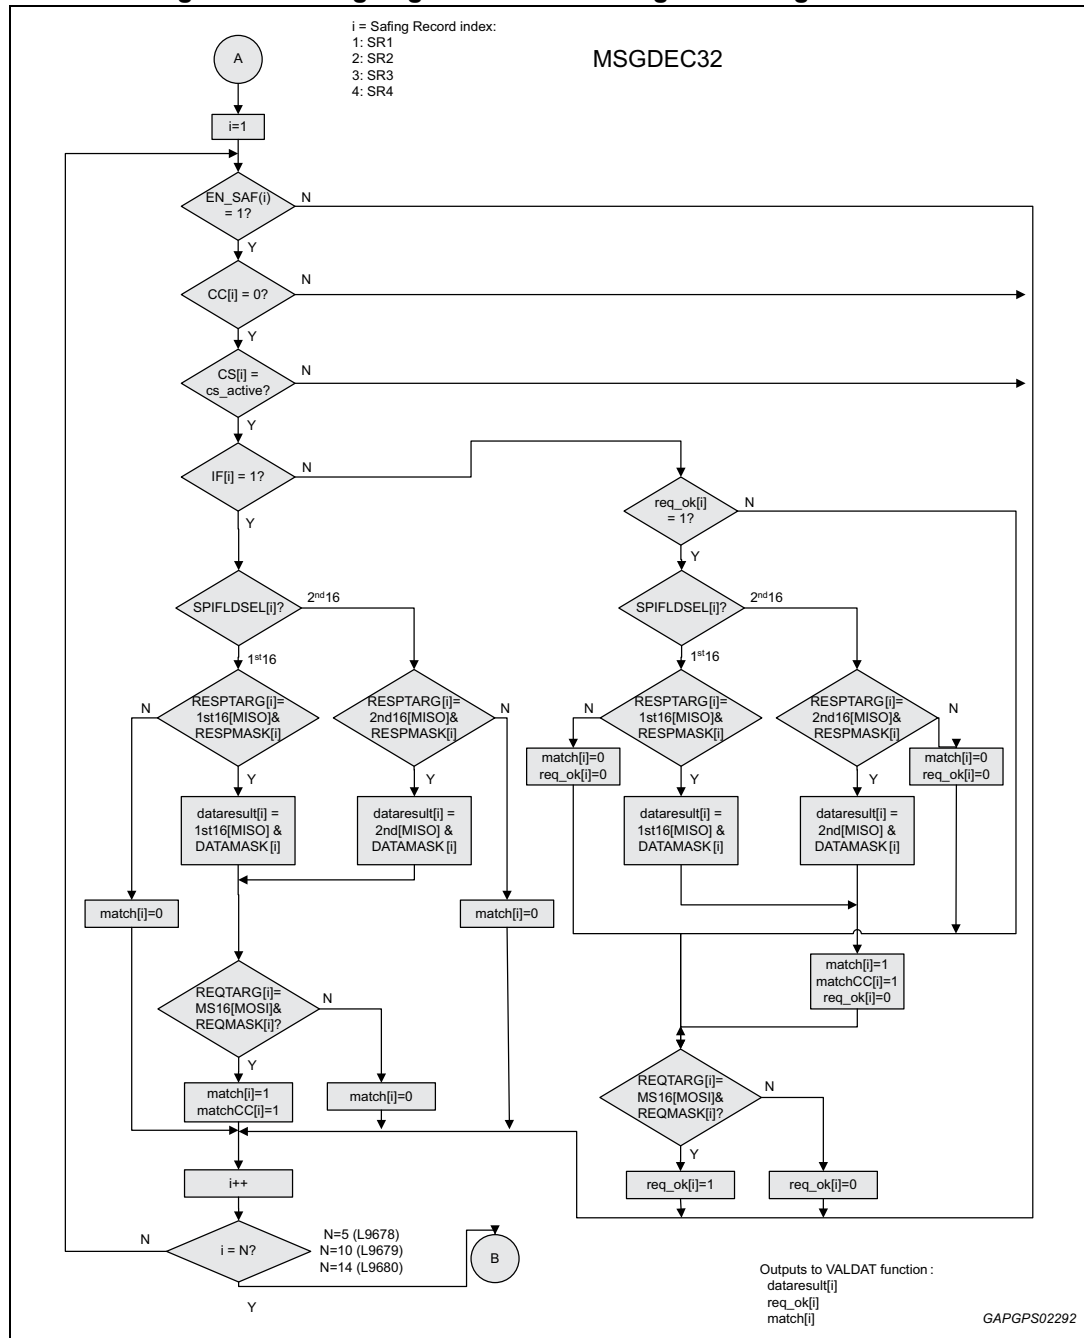 i = Safing Record index:
1: SR1
2: SR2
3: SR3
4: SR4
MSGDEC32
A
i=1
EN_SAF(i)
= 1?
N
Y
CC[i] = 0?
N
Y
CS[i] =
cs_active?
N
Y
IF[i] = 1?
N
Y
req_ok[i]
= 1?
N
Y
SPIFLDSEL[i]?
2nd16
1st16
SPIFLDSEL[i]?
2nd16
1st16
RESPTARG[i]=
1st16[MISO]&
RESPMASK[i]
N
Y
RESPTARG[i]=
2nd16[MISO]&
RESPMASK[i]
N
Y
RESPTARG[i]=
1st16[MISO]&
RESPMASK[i]
N
Y
RESPTARG[i]=
2nd16[MISO]&
RESPMASK[i]
N
Y
match[i]=0
req_ok[i]=0
match[i]=0
req_ok[i]=0
dataresult[i] =
1st16[MISO] &
DATAMASK[i]
dataresult[i] =
2nd[MISO] &
DATAMASK[i]
dataresult[i] =
1st16[MISO] &
DATAMASK[i]
dataresult[i] =
2nd[MISO] &
DATAMASK[i]
match[i]=0
match[i]=0
match[i]=1
matchCC[i]=1
req_ok[i]=0
REQTARG[i]=
MS16[MOSI]&
REQMASK[i]?
N
Y
match[i]=1
matchCC[i]=1
match[i]=0
REQTARG[i]=
MS16[MOSI]&
REQMASK[i]?
N
Y
req_ok[i]=1
req_ok[i]=0
i++
i = N?
N
Y
N=5 (L9678)
N=10 (L9679)
N=14 (L9680)
B
Outputs to VALDAT function :
dataresult[i]
req_ok[i]
match[i]
GAPGPS02292